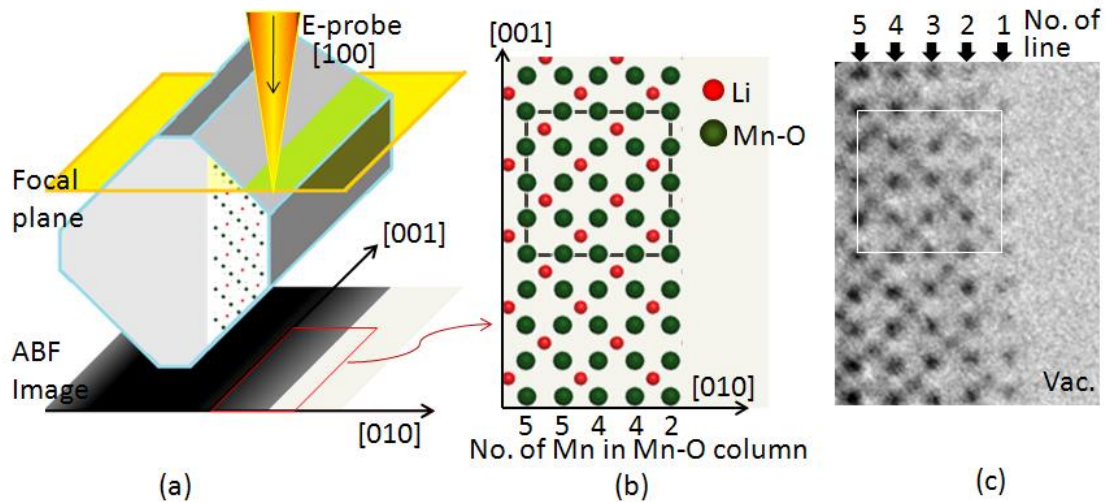 E-probe
[100]
Focal
plane
[001]
ABF
Image
[010]
(a)
[001]
Li
Mn-O
[010]
5 5 4 4 2
No. of Mn in Mn-O column
(b)
5 4 3 2 1 No. of
line
Vac.
(c)